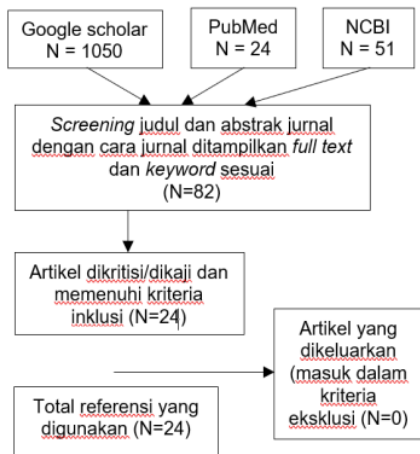 Google scholar
N = 1050
PubMed
N = 24
NCBI
N = 51
Screening judul dan abstrak jurnal
dengan cara jurnal ditampilkan full text
dan keyword sesuai
(N=82)
Artikel dikritisi/dikaji dan
memenuhi kriteria
inklusi (N=24)
Artikel yang
dikeluarkan
(masuk dalam
kriteria
eksklusi (N=0)
Total referensi yang
digunakan (N=24)